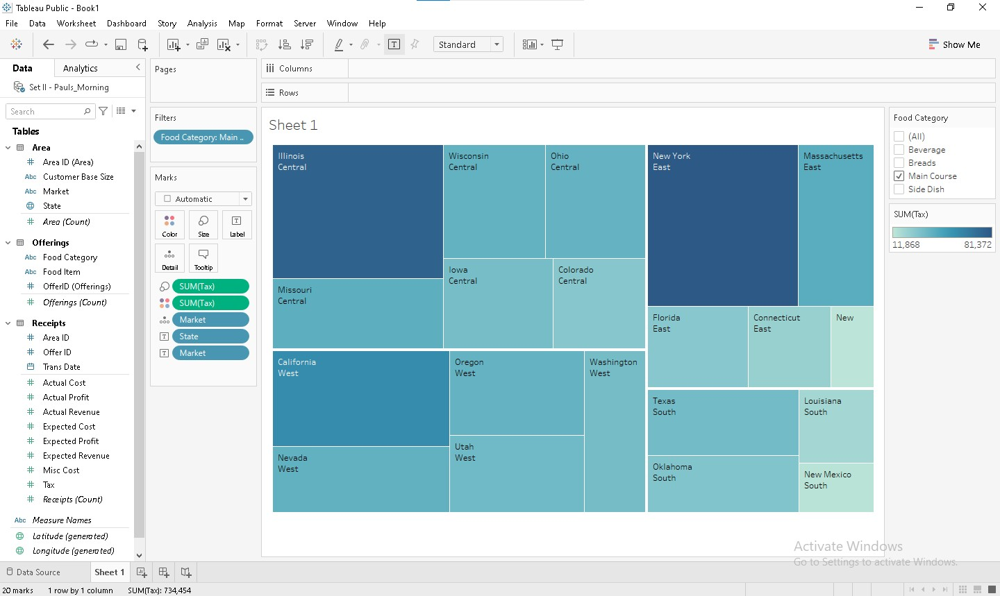 Tableau Public - Book1
File Data Worksheet Dashboard Story Analysis Map Format Server Window Help
Standard
Show Me
Data Analytics
Set II - Pauls_Morning
Search
Tables
Area
Area ID (Area)
Abc Customer Base Size
Abc Market
State
Area (Count)
Offerings
Abc Food Category
Abc Food Item
OfferID (Offerings)
Offerings (Count)
Receipts
Area ID
Offer ID
Trans Date
Actual Cost
Actual Profit
Actual Revenue
Expected Cost
Expected Profit
Expected Revenue
Misc Cost
Tax
Receipts (Count)
Abc Measure Names
Latitude (generated)
Longitude (generated)
Pages
Filters
Food Category: Main ..
Marks
Automatic
Color Size Label
Detail Tooltip
SUM(Tax)
SUM(Tax)
Market
State
Market
Columns
Rows
Sheet 1
Illinois
Central
Wisconsin
Central
Ohio
Central
Missouri
Central
Iowa
Central
Colorado
Central
New York
East
Massachusetts
East
Florida
East
Connecticut
East
New
California
West
Oregon
West
Washington
West
Nevada
West
Utah
West
Texas
South
Louisiana
South
Oklahoma
South
New Mexico
South
Food Category
(All)
Beverage
Breads
Main Course
Side Dish
SUM(Tax)
11,868 81,372
Activate Windows
Go to Settings to activate Windows.
Data Source Sheet 1
20 marks 1 row by 1 column SUM(Tax): 734,454